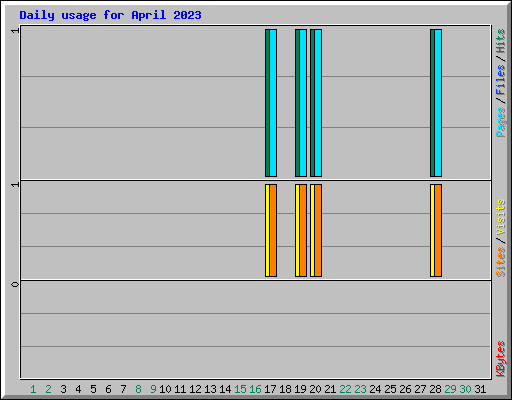 Daily usage for April 2023
1
1
0
Pages/Files/Hits
Sites/Visits
KBytes
1 2 3 4 5 6 7 8 9 10 11 12 13 14 15 16 17 18 19 20 21 22 23 24 25 26 27 28 29 30 31